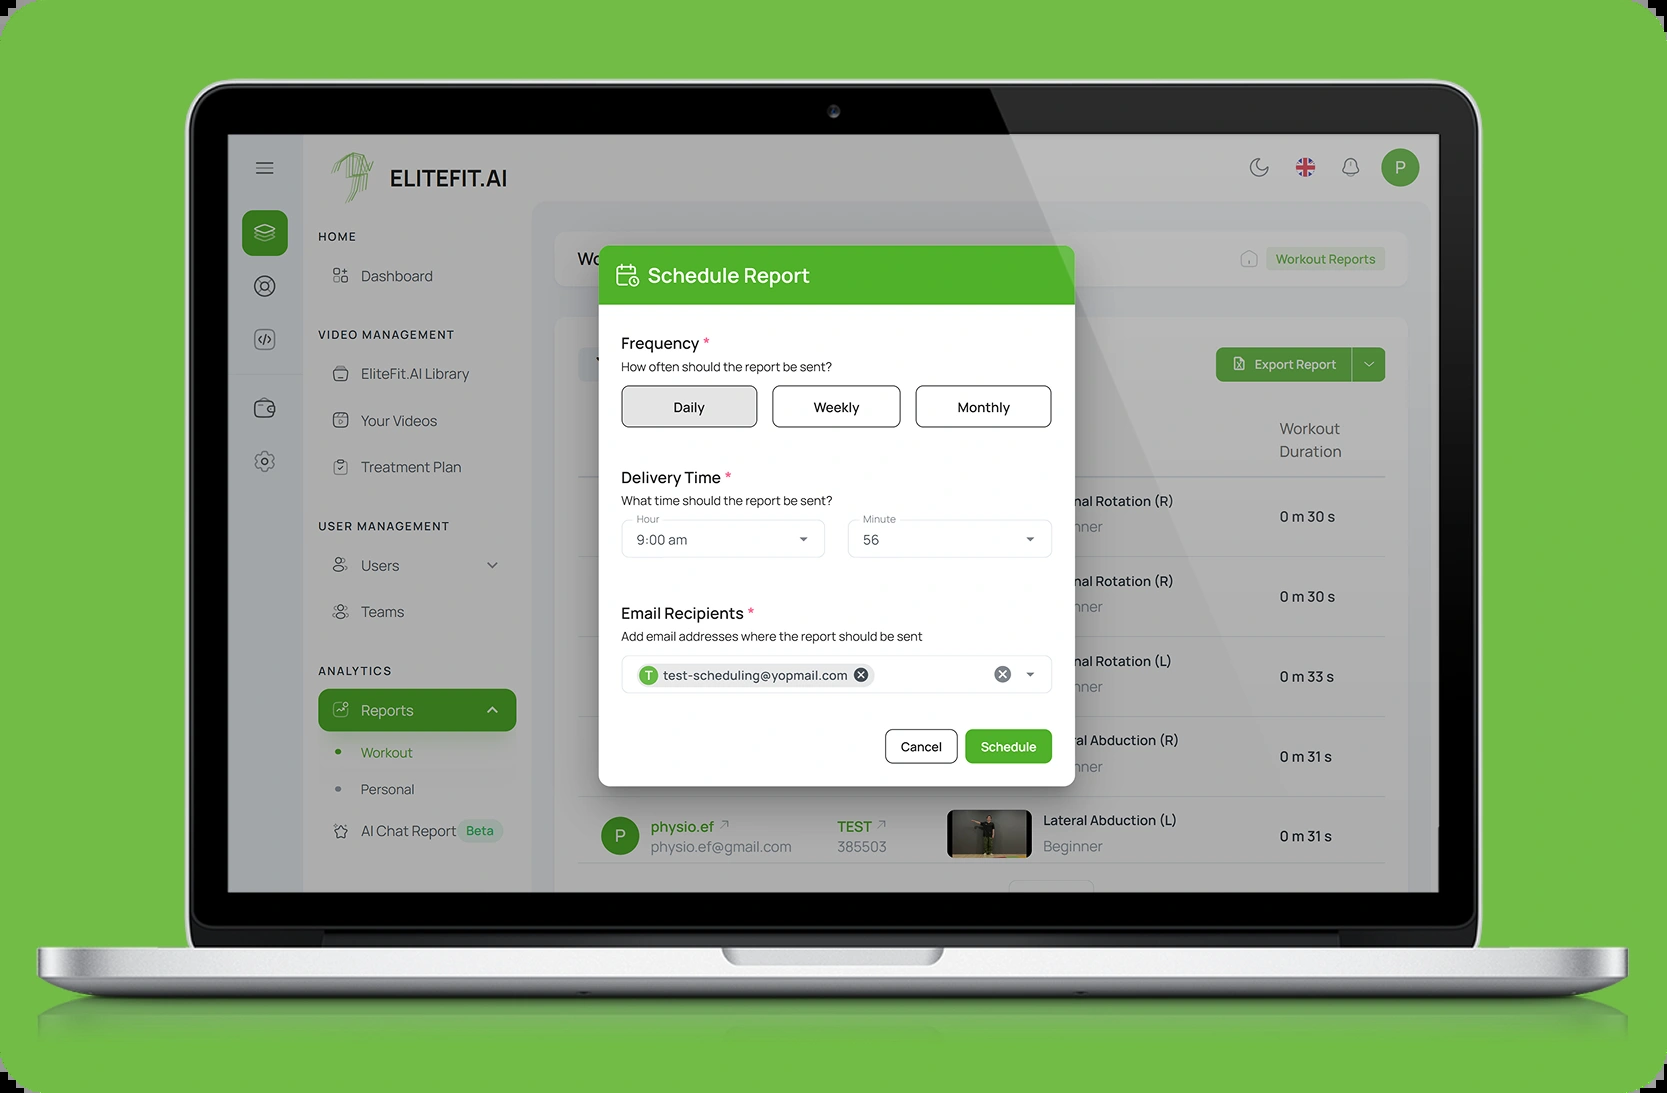 ELITEFIT.AI
P
HOME
Dashboard
VIDEO MANAGEMENT
EliteFit.AI Library
Your Videos
Treatment Plan
USER MANAGEMENT
Users
Teams
ANALYTICS
Reports
Workout
Personal
AI Chat Report Beta
Wo
Workout Reports
Export Report
Workout
Duration
Schedule Report
Frequency *
How often should the report be sent?
Daily
Weekly
Monthly
Delivery Time *
What time should the report be sent?
Hour
9:00 am
Minute
56
Email Recipients *
Add email addresses where the report should be sent
T test-scheduling@yopmail.com
Cancel
Schedule
nal Rotation (R)
nner
0 m 30 s
nal Rotation (R)
nner
0 m 30 s
nal Rotation (L)
nner
0 m 33 s
ral Abduction (R)
nner
0 m 31 s
P
physio.ef
physio.ef@gmail.com
TEST
385503
Lateral Abduction (L)
Beginner
0 m 31 s